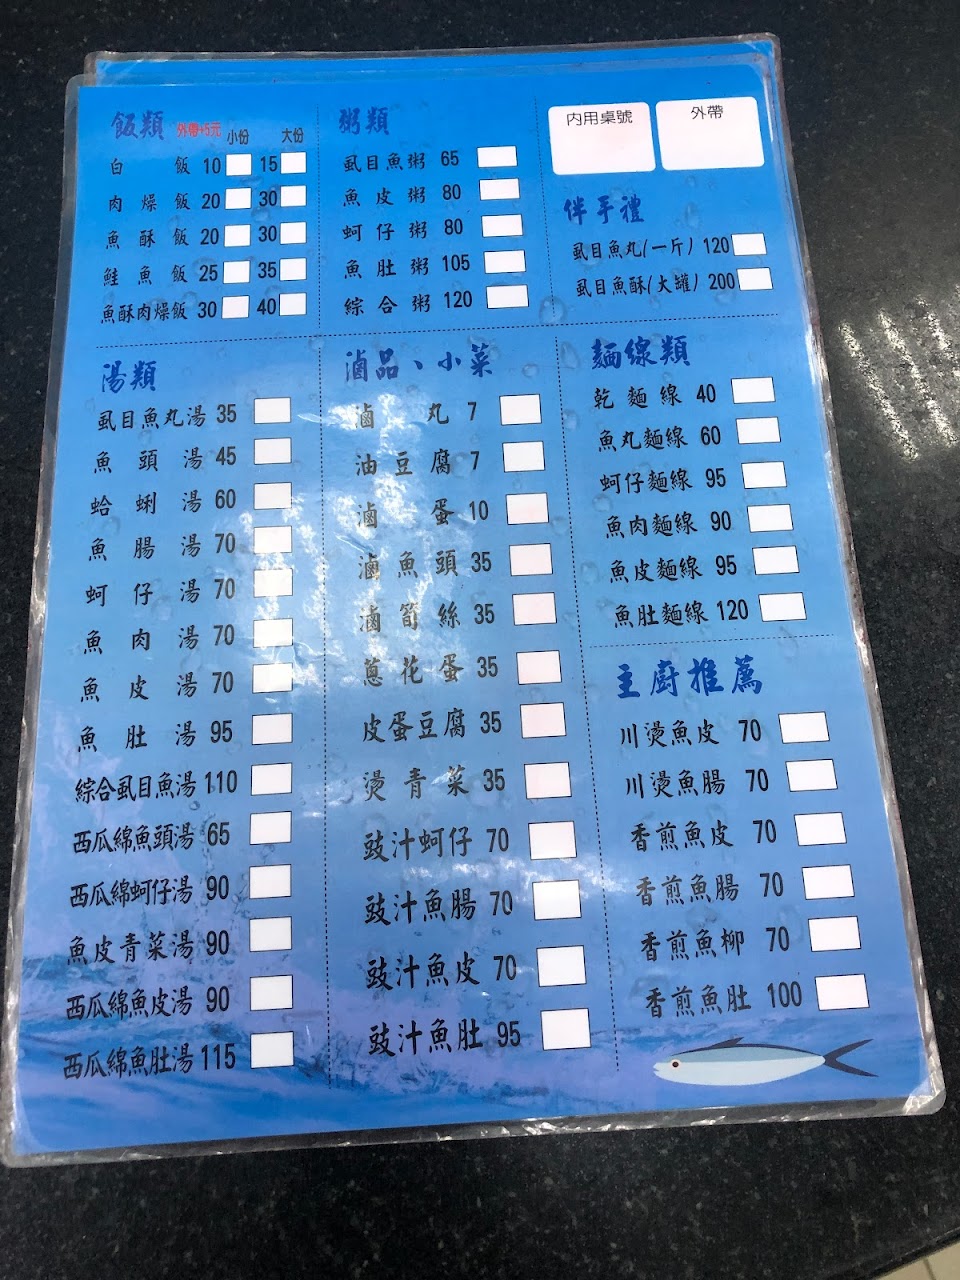 飯類 外帶+5元 小份 大份
白飯 10 15
肉燥飯 20 30
魚酥飯 20 30
鮭魚飯 25 35
魚酥肉燥飯 30 40
粥類
虱目魚粥 65
魚皮粥 80
蚵仔粥 80
魚肚粥 105
綜合粥 120
內用桌號
外帶
伴手禮
虱目魚丸(一斤) 120
虱目魚酥(大罐) 200
湯類
虱目魚丸湯 35
魚頭湯 45
蛤蜊湯 60
魚腸湯 70
蚵仔湯 70
魚肉湯 70
魚皮湯 70
魚肚湯 95
綜合虱目魚湯 110
西瓜綿魚頭湯 65
西瓜綿蚵仔湯 90
魚皮青菜湯 90
西瓜綿魚皮湯 90
西瓜綿魚肚湯 115
滷品、小菜
滷丸 7
油豆腐 7
滷蛋 10
滷魚頭 35
滷筍絲 35
蔥花蛋 35
皮蛋豆腐 35
燙青菜 35
豉汁蚵仔 70
豉汁魚腸 70
豉汁魚皮 70
豉汁魚肚 95
麵線類
乾麵線 40
魚丸麵線 60
蚵仔麵線 95
魚肉麵線 90
魚皮麵線 95
魚肚麵線 120
主廚推薦
川燙魚皮 70
川燙魚腸 70
香煎魚皮 70
香煎魚腸 70
香煎魚柳 70
香煎魚肚 100